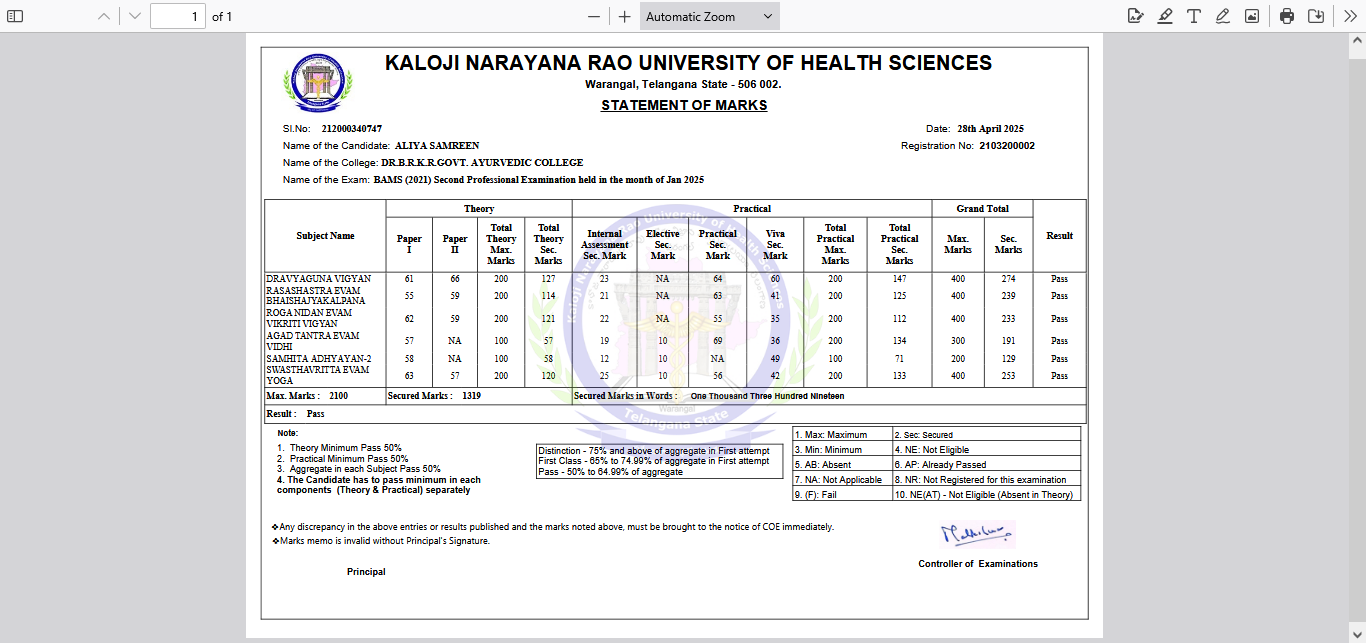 1 of 1 Automatic Zoom
KALOJI NARAYANA RAO UNIVERSITY OF HEALTH SCIENCES
Warangal, Telangana State - 506 002.
STATEMENT OF MARKS
Sl.No: 212000340747 Date: 28th April 2025
Name of the Candidate: ALIYA SAMREEN Registration No: 2103200002
Name of the College: DR.B.R.K.R.GOVT. AYURVEDIC COLLEGE
Name of the Exam: BAMS (2021) Second Professional Examination held in the month of Jan 2025
Subject Name Theory Practical Grand Total Result
Paper I Paper II Total Theory Max. Marks Total Theory Sec. Marks Internal Assessment Sec. Mark Elective Sec. Mark Practical Sec. Mark Viva Sec. Mark Total Practical Max. Marks Total Practical Sec. Marks Max. Marks Sec. Marks
DRAVYAGUNA VIGYAN 61 66 200 127 23 NA 64 60 200 147 400 274 Pass
RASASHASTRA EVAM BHAISHAJYAKALPANA 55 59 200 114 21 NA 63 41 200 125 400 239 Pass
ROGA NIDAN EVAM VIKRITI VIGYAN 62 59 200 121 22 NA 55 35 200 112 400 233 Pass
AGAD TANTRA EVAM VIDHI 57 NA 100 57 19 10 69 36 200 134 300 191 Pass
SAMHITA ADHYAYAN-2 58 NA 100 58 12 10 NA 49 100 71 200 129 Pass
SWASTHAVRITTA EVAM YOGA 63 57 200 120 25 10 56 42 200 133 400 253 Pass
Max. Marks : 2100 Secured Marks : 1319 Secured Marks in Words : One Thousand Three Hundred Nineteen
Result : Pass
Warangal
Telangana State
Note:
1. Theory Minimum Pass 50%
2. Practical Minimum Pass 50%
3. Aggregate in each Subject Pass 50%
4. The Candidate has to pass minimum in each
components (Theory & Practical) separately
Distinction - 75% and above of aggregate in First attempt
First Class - 65% to 74.99% of aggregate in First attempt
Pass - 50% to 64.99% of aggregate
1. Max: Maximum 2. Sec: Secured
3. Min: Minimum 4. NE: Not Eligible
5. AB: Absent 6. AP: Already Passed
7. NA: Not Applicable 8. NR: Not Registered for this examination
9. (F): Fail 10. NE(AT) - Not Eligible (Absent in Theory)
❖Any discrepancy in the above entries or results published and the marks noted above, must be brought to the notice of COE immediately.
❖Marks memo is invalid without Principal's Signature.
Controller of Examinations
Principal